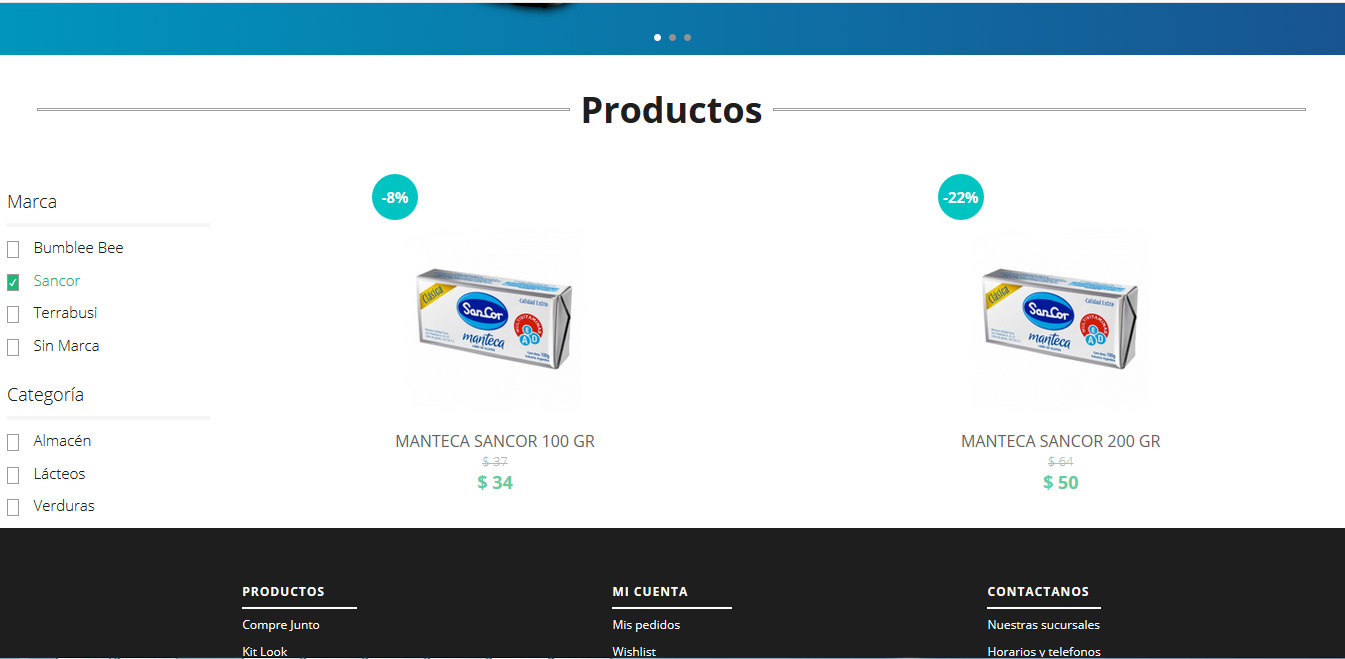 Productos
Marca
Bumblee Bee
Sancor
Terrabusi
Sin Marca
Categoría
Almacén
Lácteos
Verduras
-8%
Clásica
Calidad Extra
SanCor
manteca
MULTIVITAMINAS
E
A D
MANTECA SANCOR 100 GR
$ 37
$ 34
-22%
Clásica
Calidad Extra
SanCor
manteca
MULTIVITAMINAS
E
A D
MANTECA SANCOR 200 GR
$ 64
$ 50
PRODUCTOS
Compre Junto
Kit Look
MI CUENTA
Mis pedidos
Wishlist
CONTACTANOS
Nuestras sucursales
Horarios y telefonos